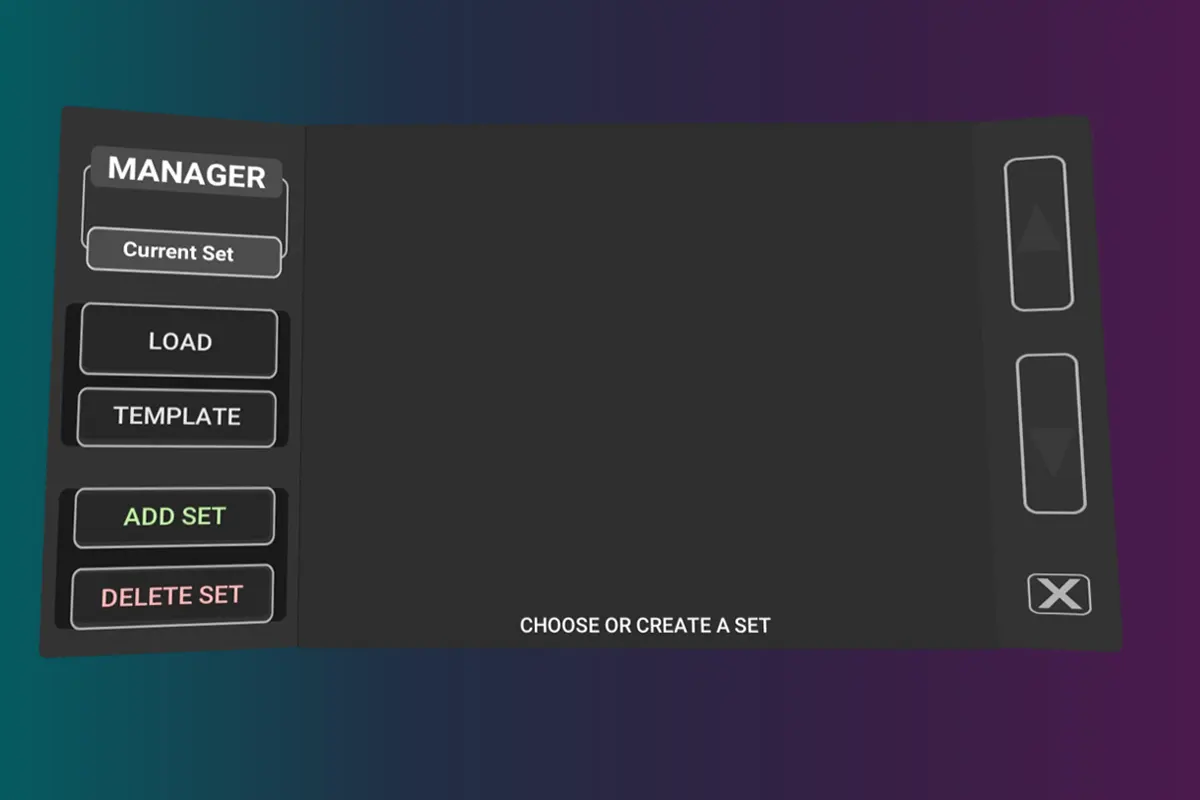 MANAGER
Current Set
LOAD
TEMPLATE
ADD SET
DELETE SET
CHOOSE OR CREATE A SET